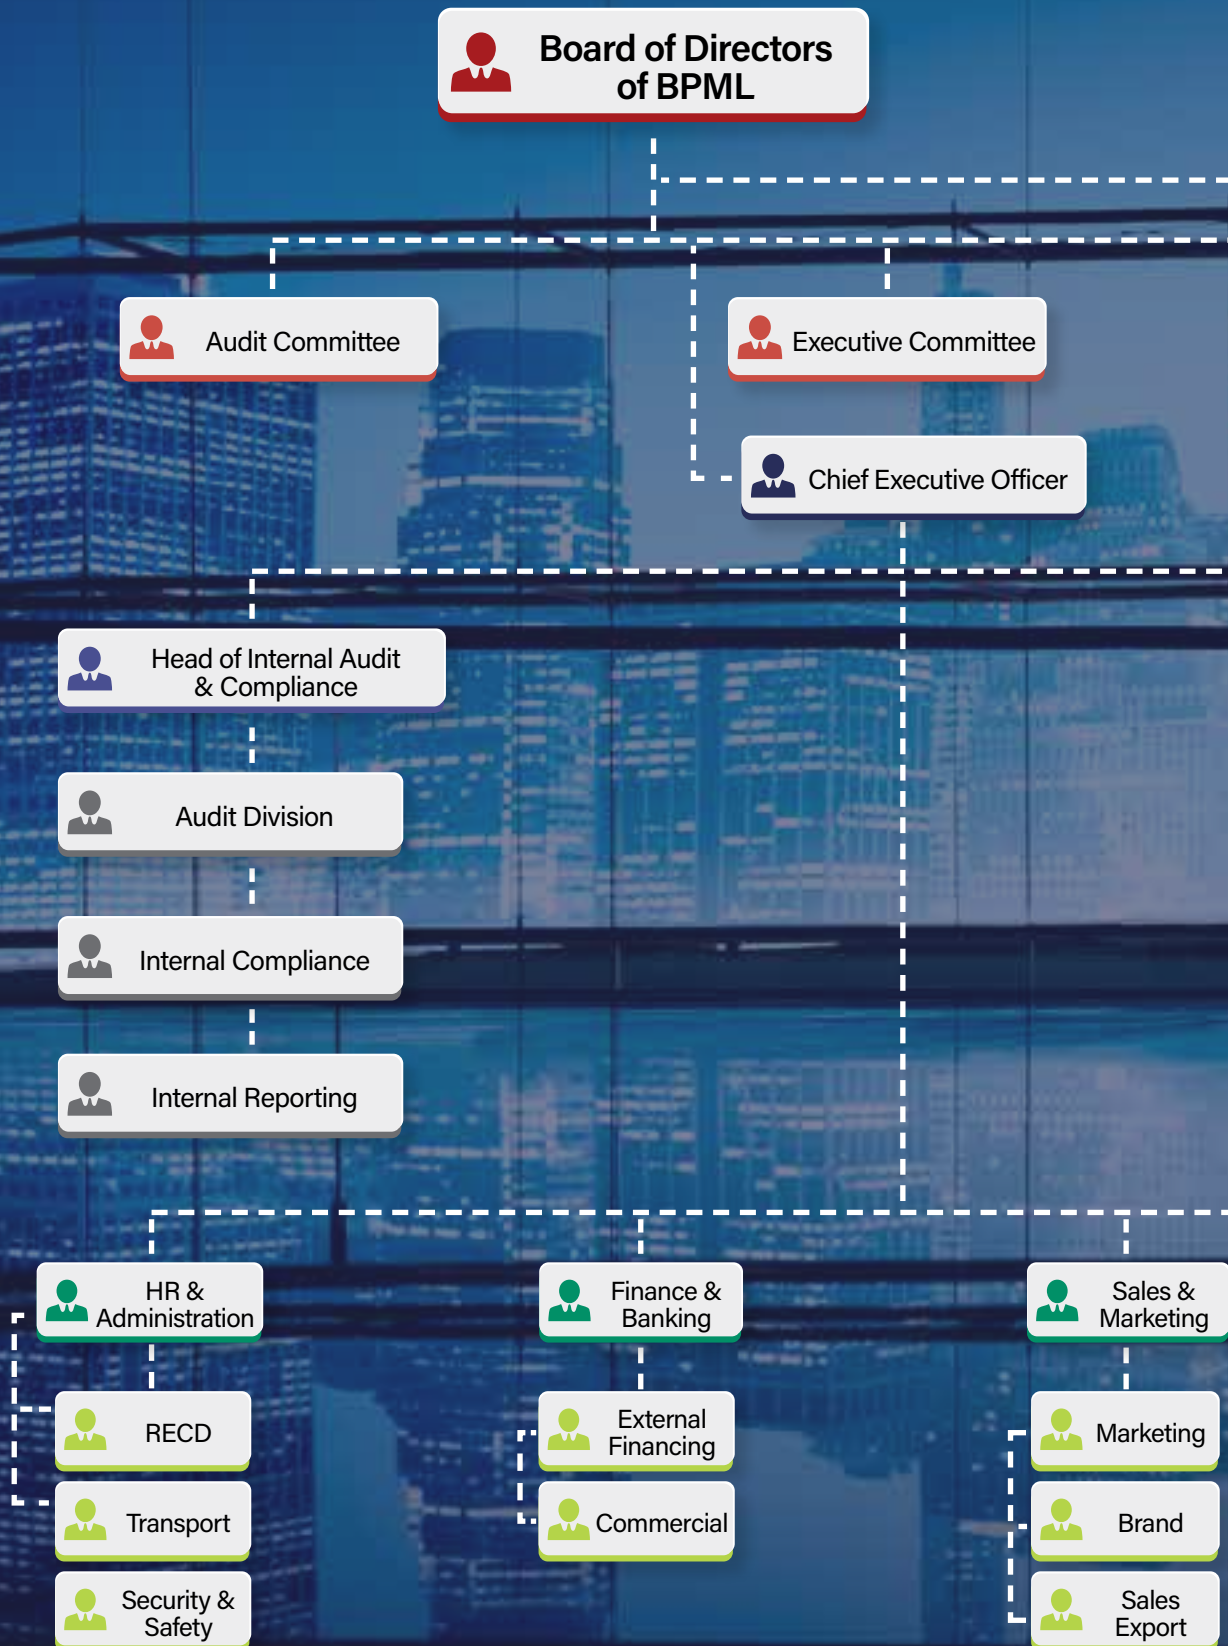 Board of Directors
of BPML
Audit Committee
Executive Committee
Chief Executive Officer
Head of Internal Audit
& Compliance
Audit Division
Internal Compliance
Internal Reporting
HR &
Administration
Finance &
Banking
Sales &
Marketing
RECD
External
Financing
Marketing
Transport
Commercial
Brand
Security &
Safety
Sales
Export